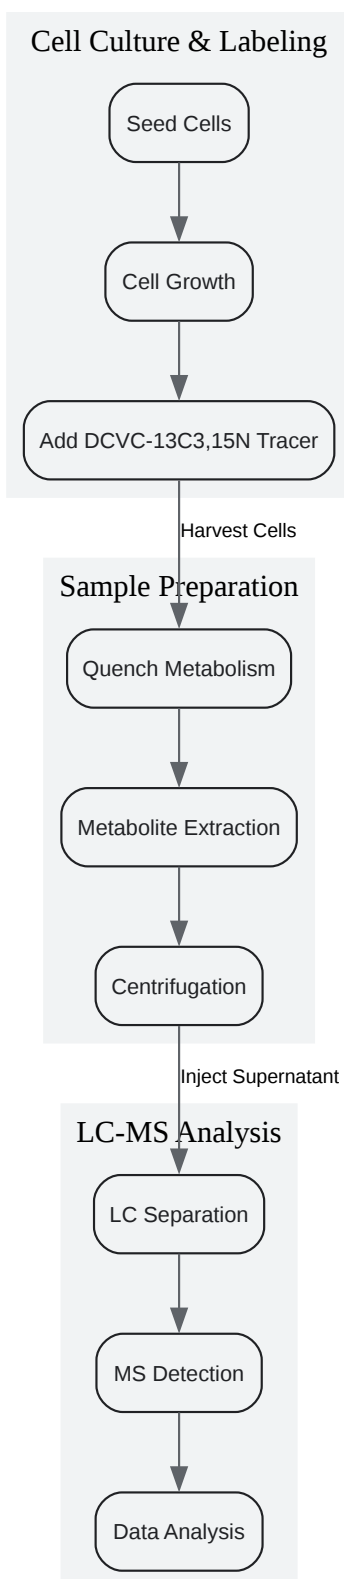 Cell Culture & Labeling
Seed Cells
Cell Growth
Add DCVC-13C3,15N Tracer
Harvest Cells
Sample Preparation
Quench Metabolism
Metabolite Extraction
Centrifugation
Inject Supernatant
LC-MS Analysis
LC Separation
MS Detection
Data Analysis